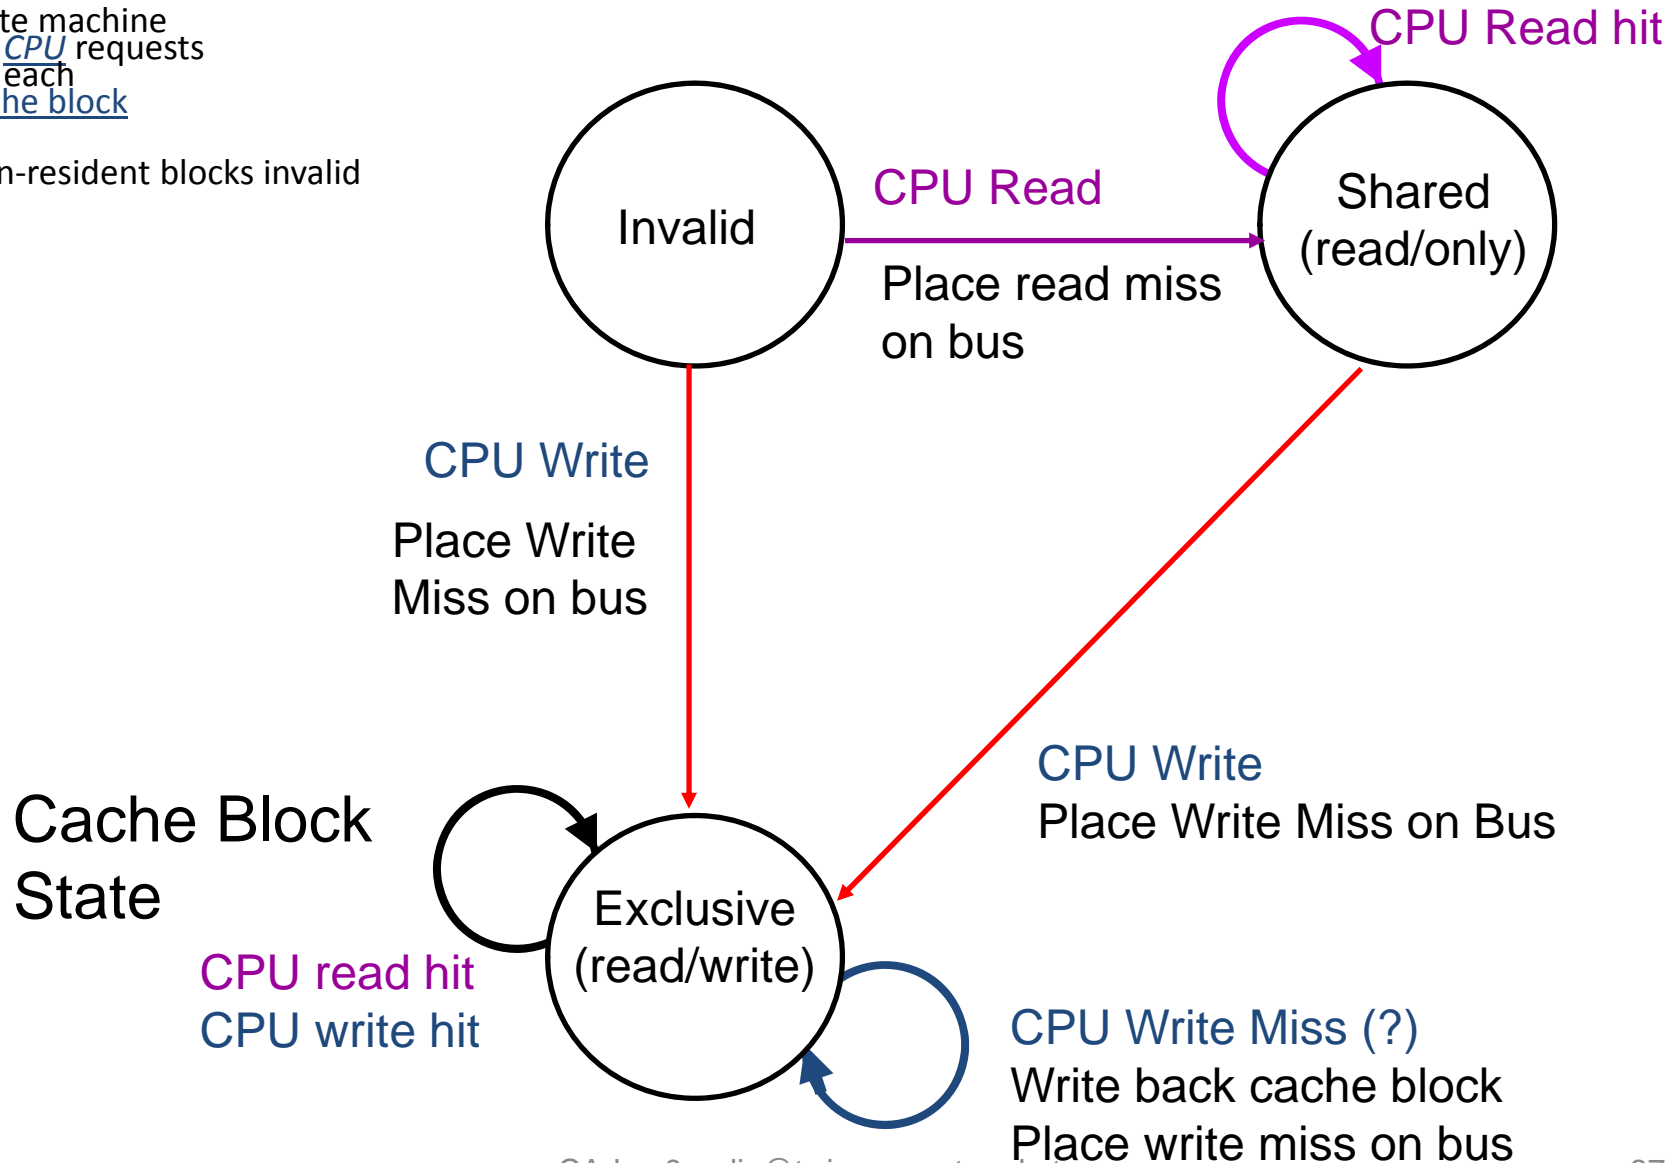 te machine
CPU requests
each
he block
n-resident blocks invalid
CPU Read hit
Invalid
CPU Read
Shared
(read/only)
Place read miss
on bus
CPU Write
Place Write
Miss on bus
CPU Write
Place Write Miss on Bus
Cache Block
State
Exclusive
(read/write)
CPU read hit
CPU write hit
CPU Write Miss (?)
Write back cache block
Place write miss on bus